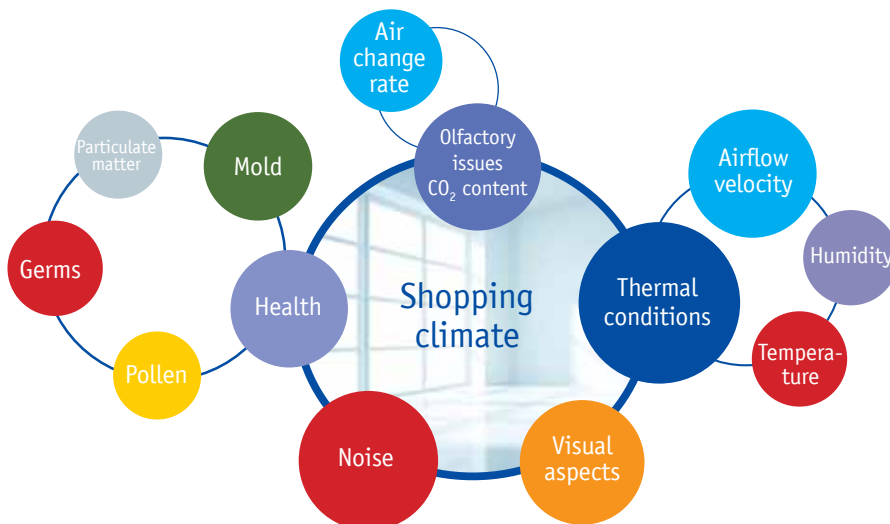 Air
change
rate
Olfactory
issues
CO₂ content
Particulate
matter
Mold
Airflow
velocity
Germs
Health
Shopping
climate
Thermal
conditions
Humidity
Pollen
Tempera-
ture
Noise
Visual
aspects